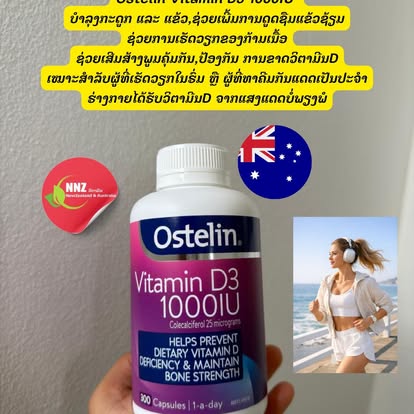 Ostelin Vitamin D3 1000IU
ບຳລຸງກະດູກ ແລະ ແຂ້ວ,ຊ່ວຍເພີ່ມການດູດຊຶມແຂ້ວຊ້ຽມ
ຊ່ວຍການເຮັດວຽກຂອງກ້າມເນື້ອ
ຊ່ວຍເສີມສ້າງພູມຄຸ້ມກັນ,ປ້ອງກັນ ການຂາດວິຕາມີນD
ເໝາະສຳລັບຜູ້ທີ່ເຮັດວຽກໃນຮົ່ມ ຫຼື ຜູ້ທີ່ທາຄີມກັນແດດເປັນປະຈຳ
ຮ່າງກາຍໄດ້ຮັບວິຕາມີນD ຈາກແສງແດດບໍ່ພຽງພໍ
NNZ
Newzealand & Australia
Ostelin
Vitamin D3
1000IU
Colecalciferol 25 micrograms
HELPS PREVENT
DIETARY VITAMIN D
DEFICIENCY & MAINTAIN
BONE STRENGTH
300 Capsules | 1-a-day